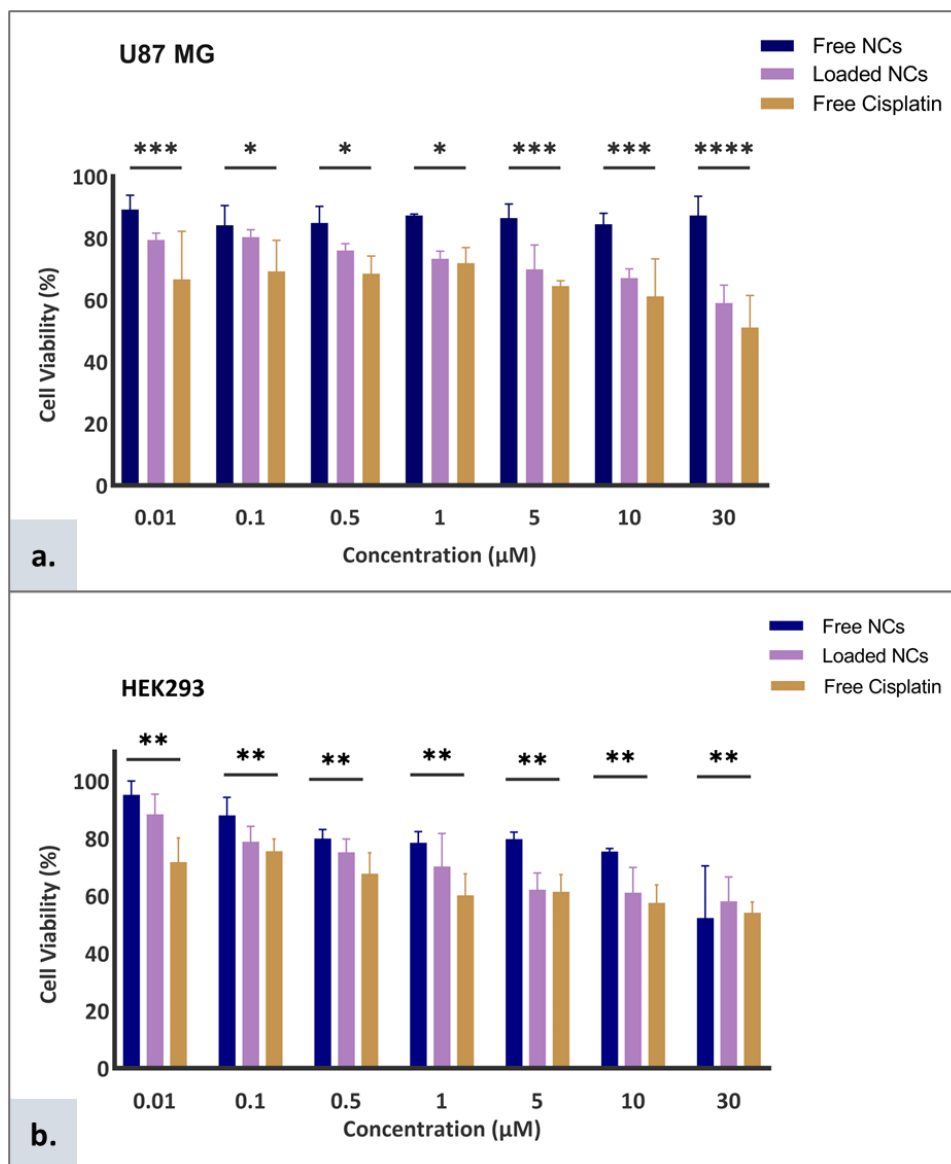 U87 MG
Free NCs
Loaded NCs
Free Cisplatin
*** * * * *** *** ****
100
80
60
40
20
0
Cell Viability (%)
0.01 0.1 0.5 1 5 10 30
Concentration (µM)
a.
HEK293
Free NCs
Loaded NCs
Free Cisplatin
** ** ** ** ** ** **
100
80
60
40
20
0
Cell Viability (%)
0.01 0.1 0.5 1 5 10 30
Concentration (µM)
b.